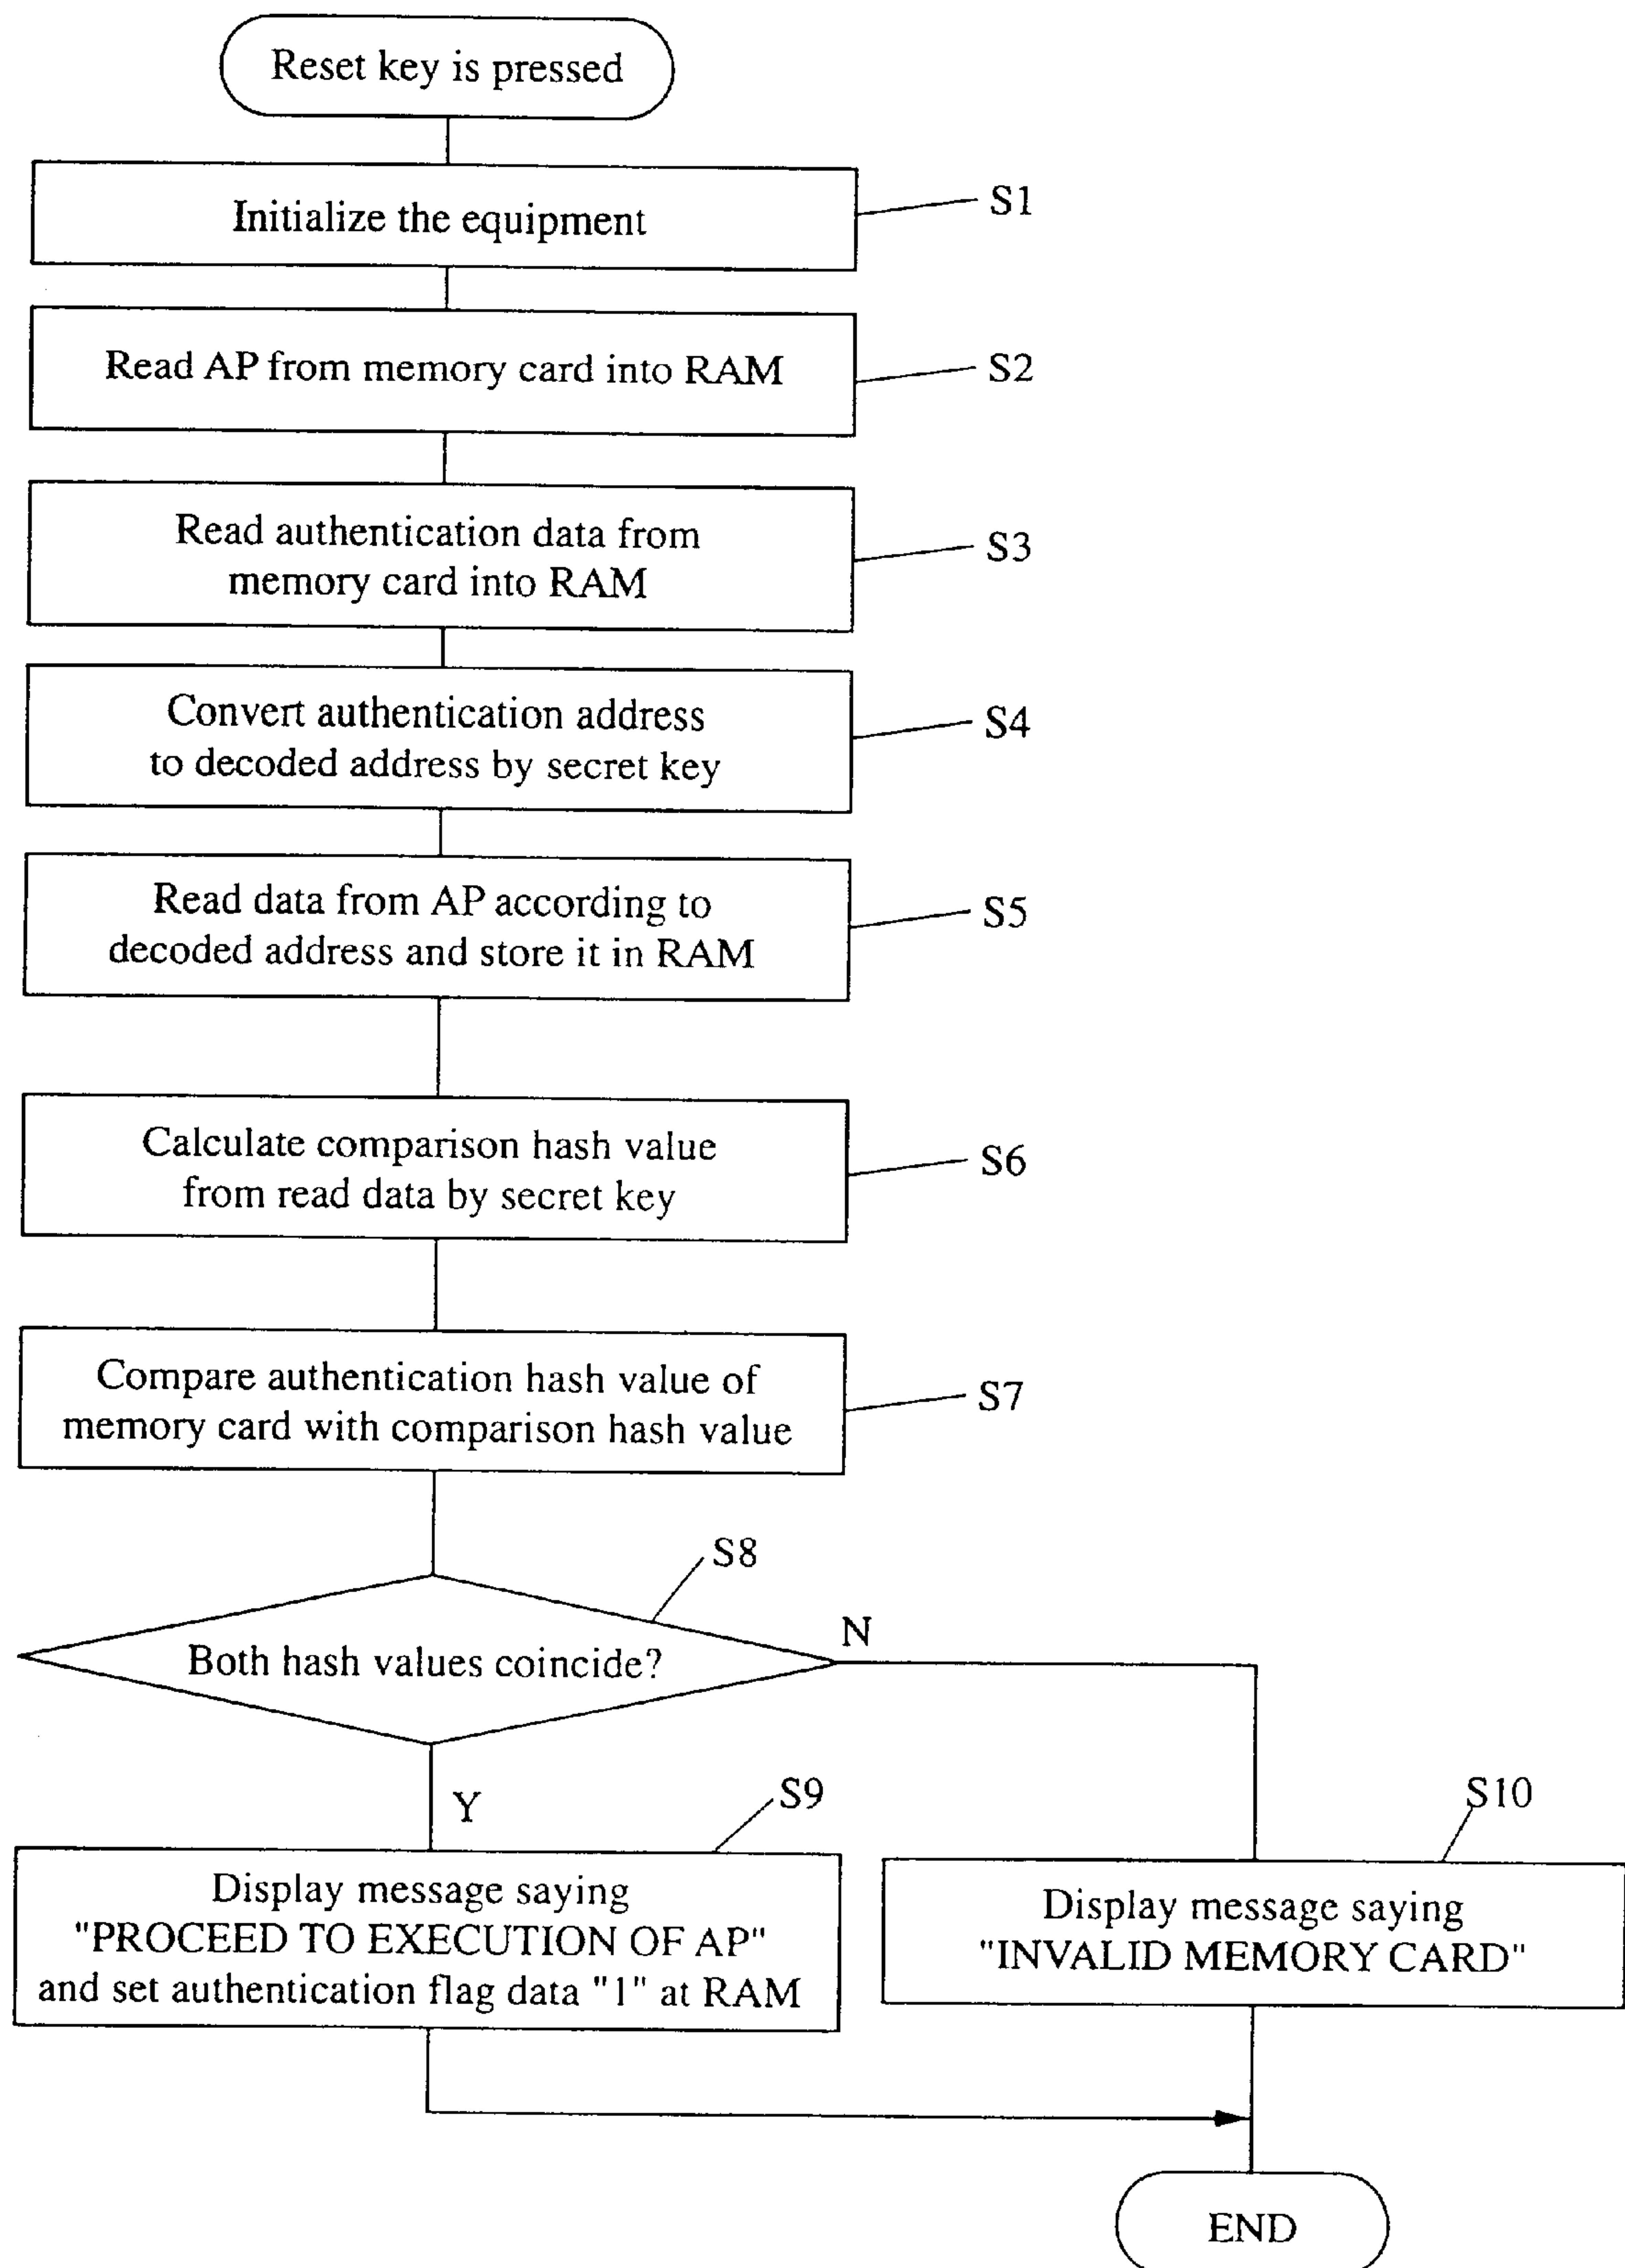 Reset key is pressed
Initialize the equipment
S1
Read AP from memory card into RAM
S2
Read authentication data from
memory card into RAM
S3
Convert authentication address
to decoded address by secret key
S4
Read data from AP according to
decoded address and store it in RAM
S5
Calculate comparison hash value
from read data by secret key
S6
Compare authentication hash value of
memory card with comparison hash value
S7
S8
Both hash values coincide?
N
Y
S9
Display message saying
"PROCEED TO EXECUTION OF AP"
and set authentication flag data "1" at RAM
S10
Display message saying
"INVALID MEMORY CARD"
END